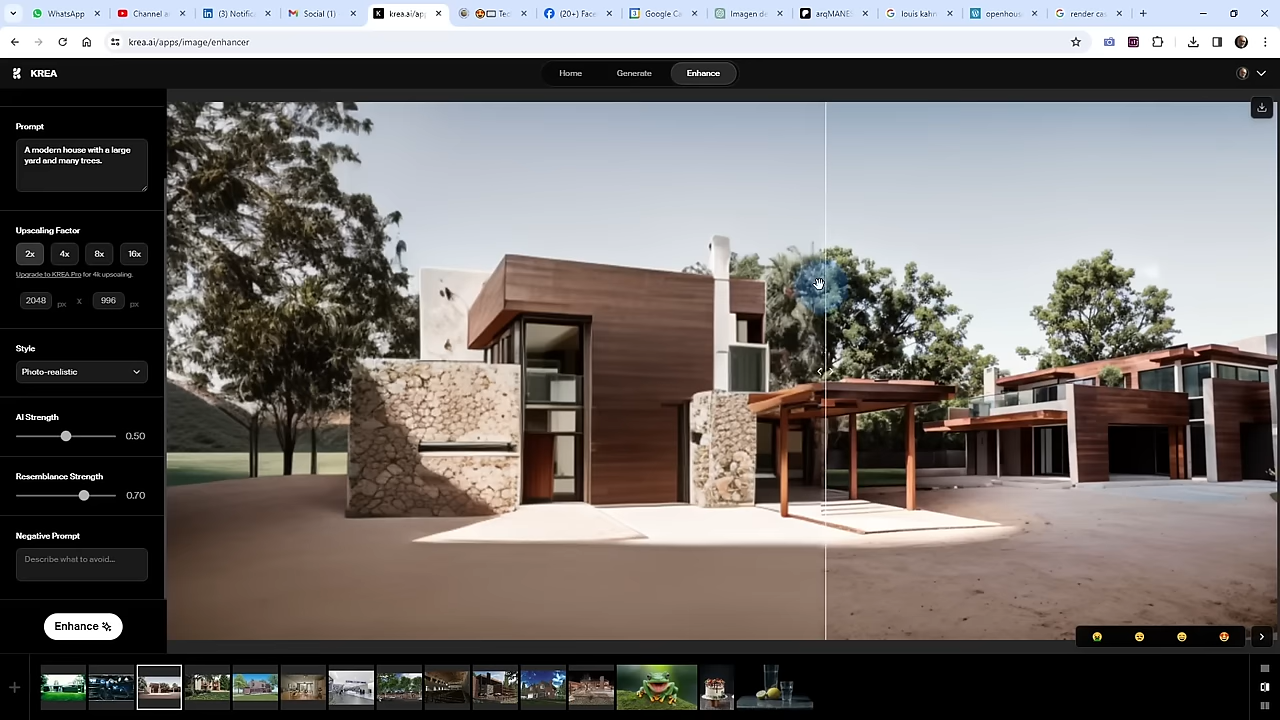 WhatsApp
Channel a
(3) Notific
Social (1)
krea.ai/ap
Tec
(20+) Face
Google Ca
Imagen de
arqMANES
louis kahn
openhous
render cas
krea.ai/apps/image/enhancer
KREA
Home
Generate
Enhance
Prompt
A modern house with a large
yard and many trees.
Upscaling Factor
2x 4x 8x 16x
Upgrade to KREA Pro for 4k upscaling.
2048 px x 996 px
Style
Photo-realistic
AI Strength
0.50
Resemblance Strength
0.70
Negative Prompt
Describe what to avoid...
Enhance